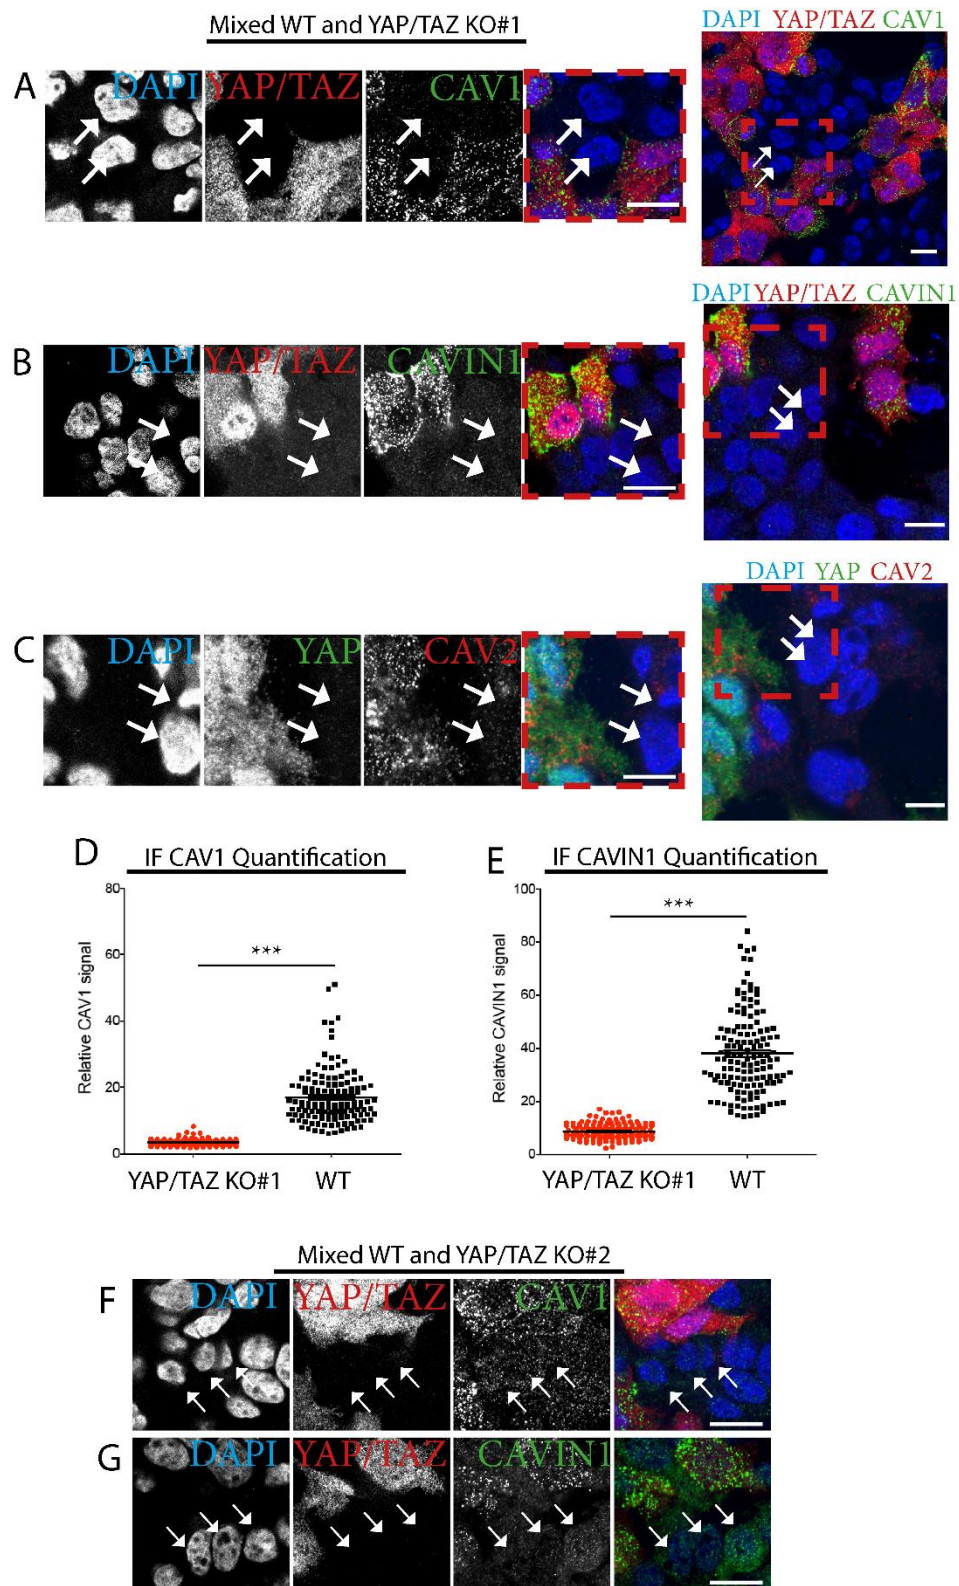 Mixed WT and YAP/TAZ KO#1
DAPI YAP/TAZ CAV1
A
DAPI YAP/TAZ CAV1
DAPI YAP/TAZ CAVIN1
B
DAPI YAP/TAZ CAVIN1
DAPI YAP CAV2
C
DAPI YAP CAV2
D
IF CAV1 Quantification
80
60
40
20
0
Relative CAV1 signal
***
YAP/TAZ KO#1 WT
E
IF CAVIN1 Quantification
100
80
60
40
20
0
Relative CAVIN1 signal
***
YAP/TAZ KO#1 WT
Mixed WT and YAP/TAZ KO#2
F
DAPI YAP/TAZ CAV1
G
DAPI YAP/TAZ CAVIN1